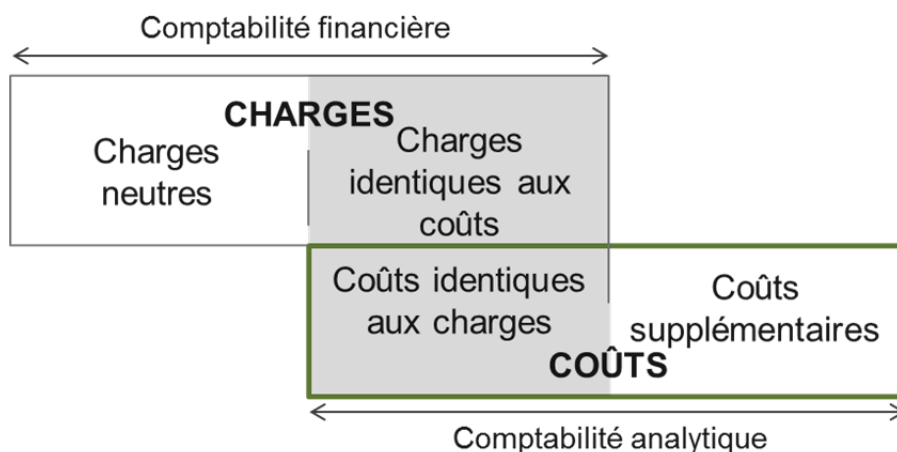 Comptabilité financière
CHARGES
Charges
neutres
Charges
identiques aux
coûts
Coûts identiques
aux charges
Coûts
supplémentaires
COÛTS
Comptabilité analytique